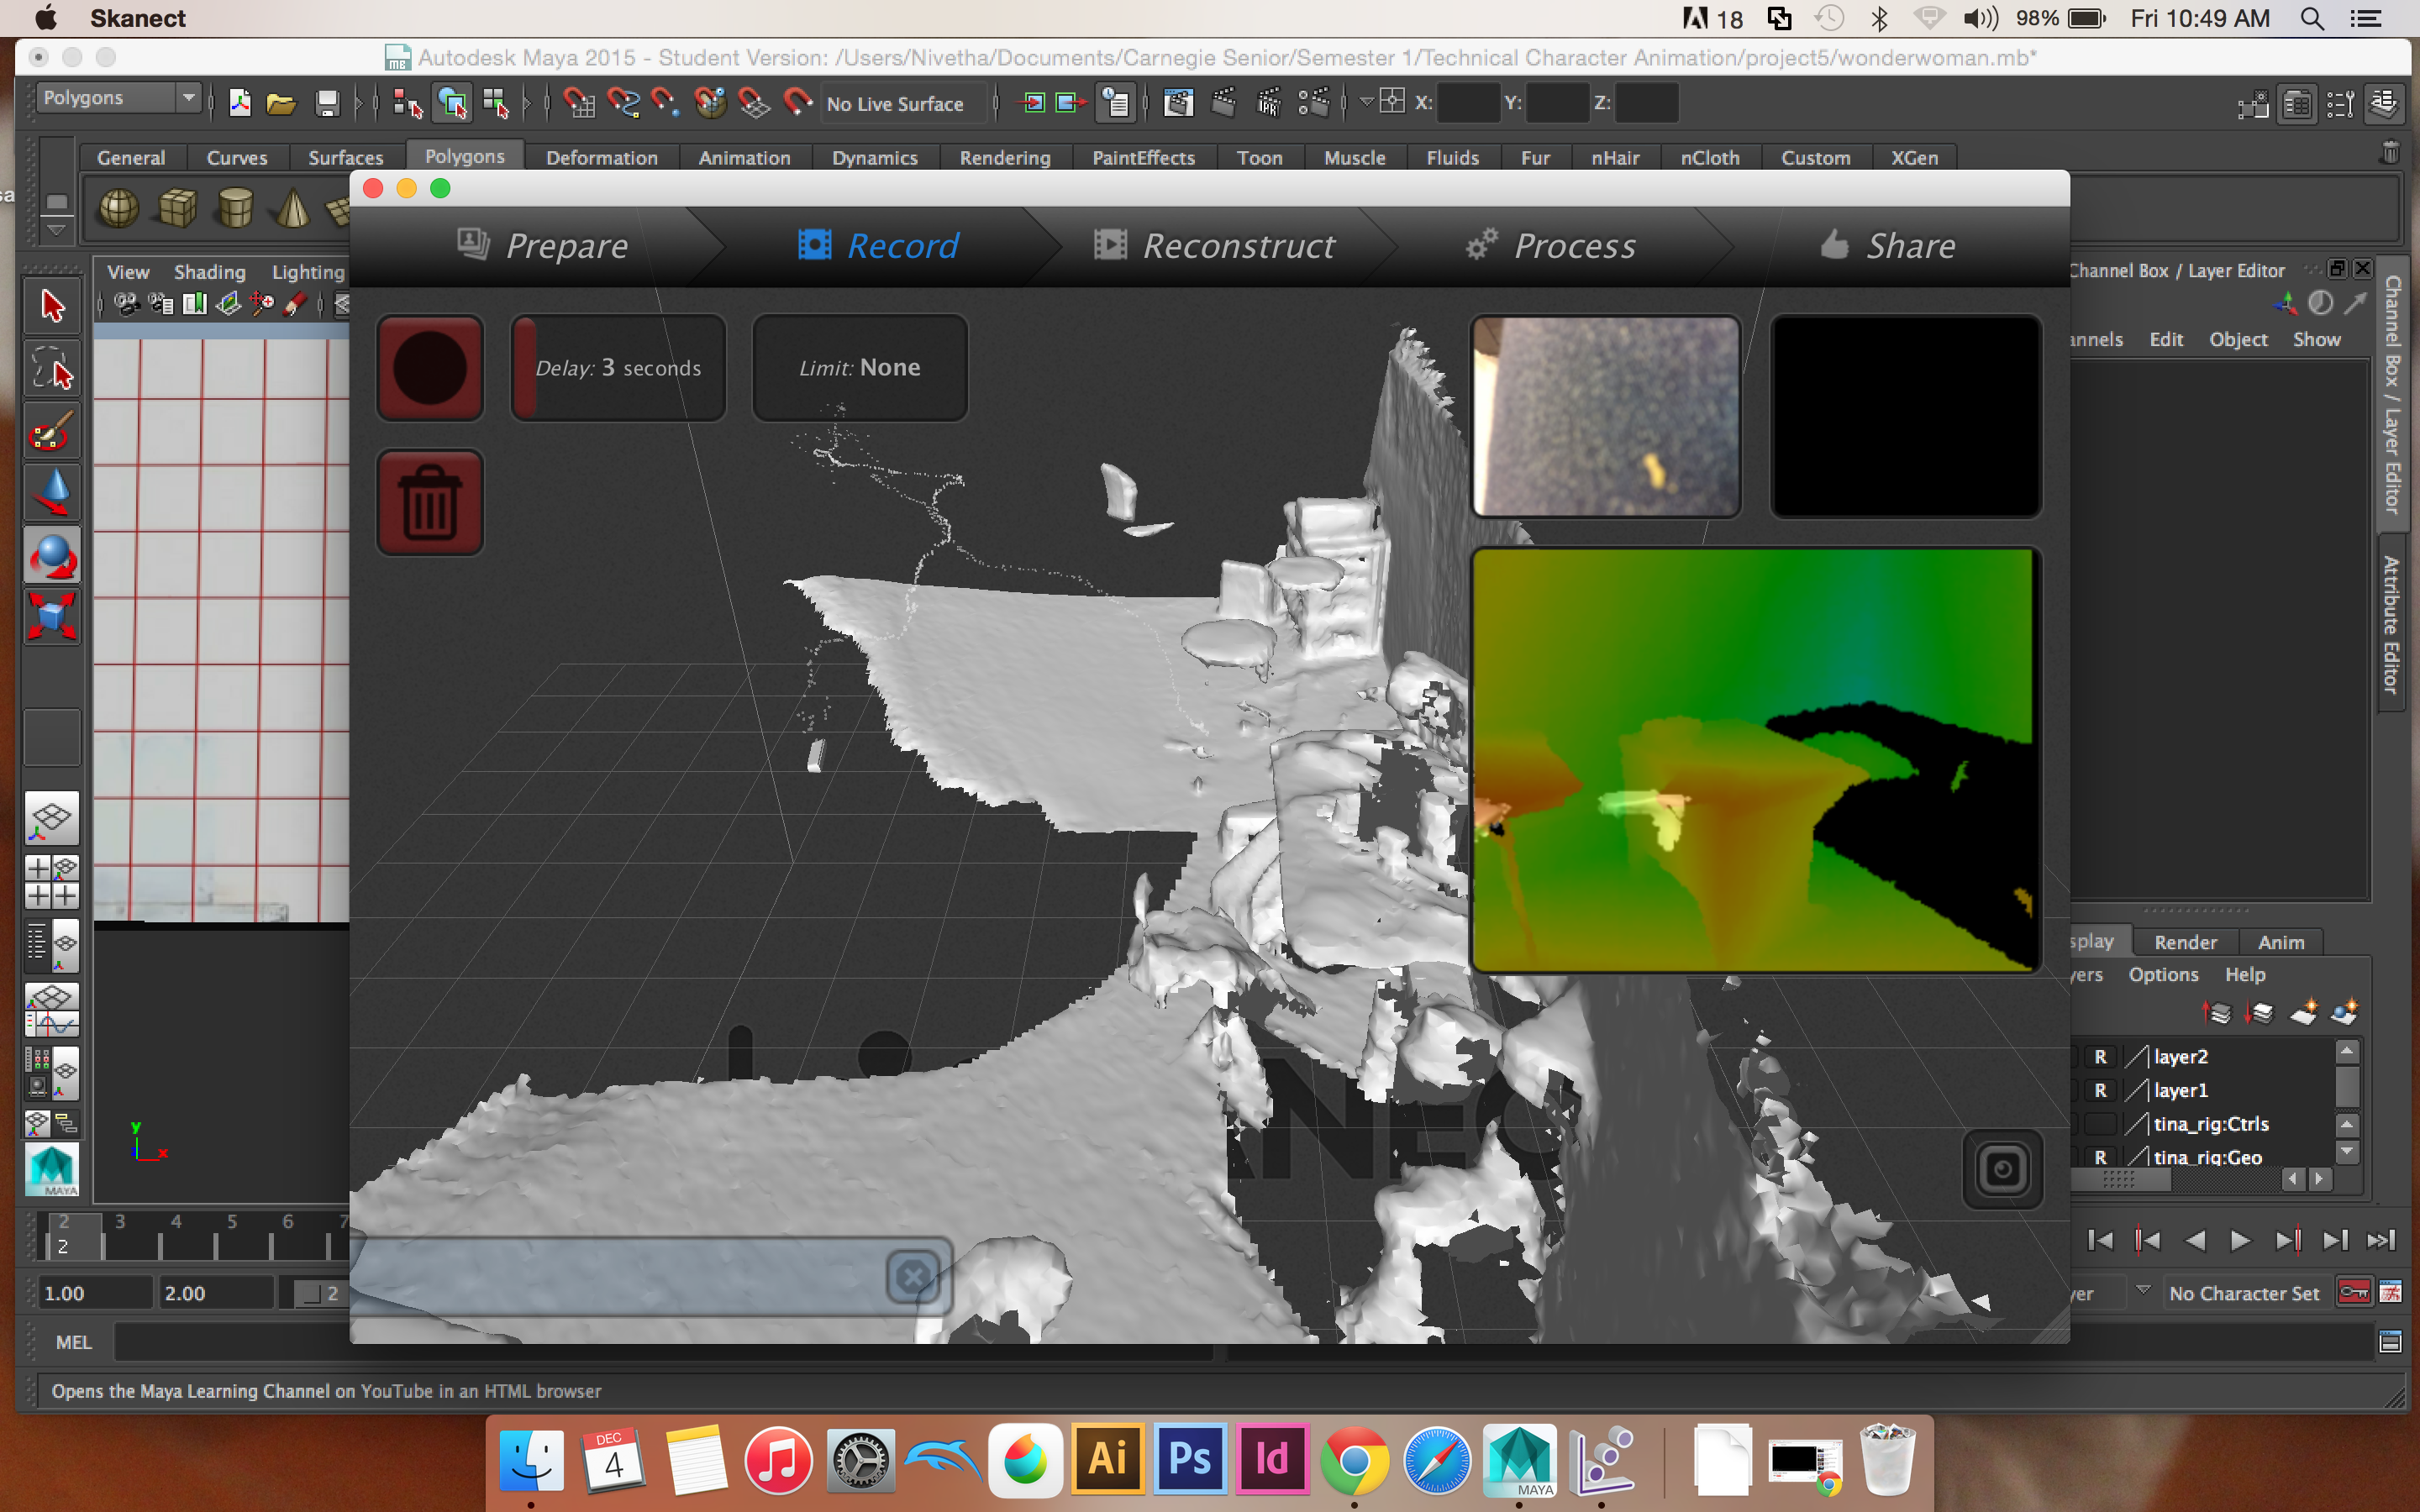 Skanect
18
98%
Fri 10:49 AM
Autodesk Maya 2015 - Student Version: /Users/Nivetha/Documents/Carnegie Senior/Semester 1/Technical Character Animation/project5/wonderwoman.mb*
Polygons
No Live Surface
X:
Y:
Z:
General
Curves
Surfaces
Polygons
Deformation
Animation
Dynamics
Rendering
PaintEffects
Toon
Muscle
Fluids
Fur
nHair
nCloth
Custom
XGen
Prepare
Record
Reconstruct
Process
Share
View
Shading
Lighting
Channel Box / Layer Editor
annels
Edit
Object
Show
Delay: 3 seconds
Limit: None
Channel Box / Layer Editor
Attribute Editor
splay
Render
Anim
yers
Options
Help
R
layer2
R
layer1
tina_rig:Ctrls
R
tina_rig:Geo
ANEC
y
x
MAYA
2
3
4
5
6
7
2
1.00
2.00
2
yer
No Character Set
MEL
Opens the Maya Learning Channel on YouTube in an HTML browser
DEC
4
Ai
Ps
Id
MAYA